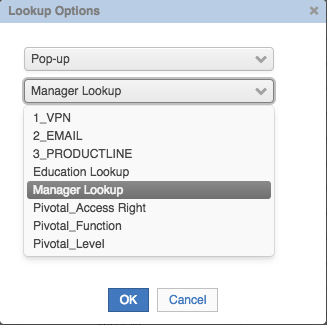 Lookup Options
Pop-up
Manager Lookup
1_VPN
2_EMAIL
3_PRODUCTLINE
Education Lookup
Manager Lookup
Pivotal_Access Right
Pivotal_Function
Pivotal_Level
OK
Cancel